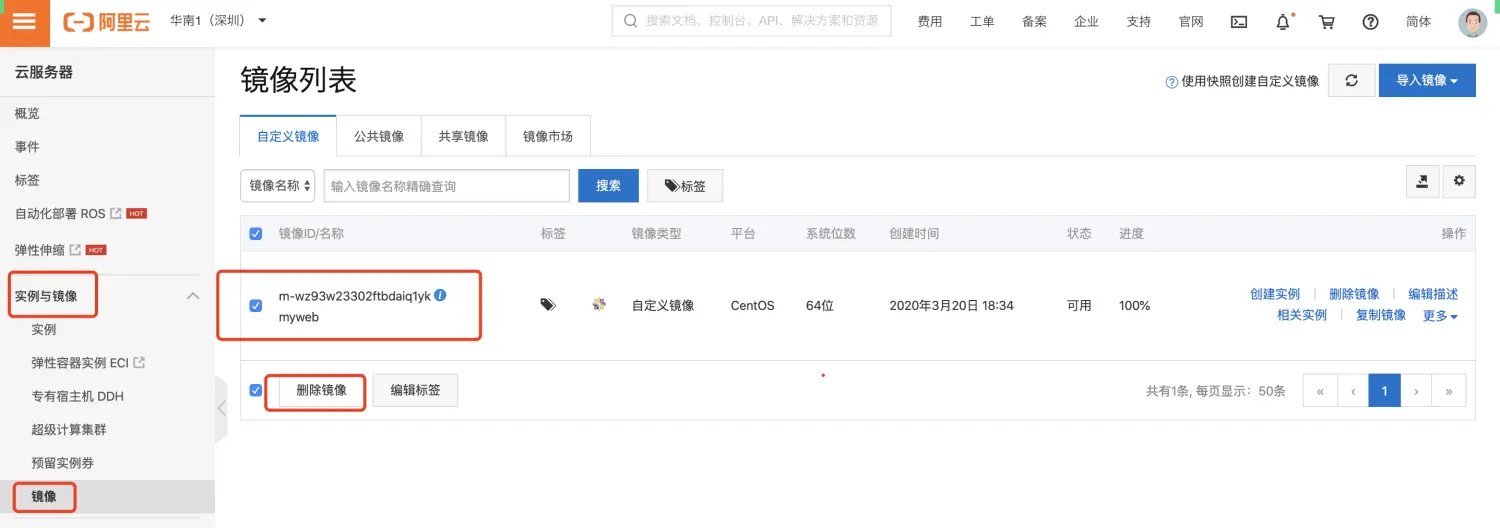 阿里云 华南1（深圳） 搜索文档、控制台、API、解决方案和资源 费用 工单 备案 企业 支持 官网 简体
云服务器
概览
事件
标签
自动化部署 ROS HOT
弹性伸缩 HOT
实例与镜像
实例
弹性容器实例 ECI
专有宿主机 DDH
超级计算集群
预留实例券
镜像
镜像列表
使用快照创建自定义镜像 导入镜像
自定义镜像 公共镜像 共享镜像 镜像市场
镜像名称 输入镜像名称精确查询 搜索 标签
镜像ID/名称 标签 镜像类型 平台 系统位数 创建时间 状态 进度 操作
m-wz93w23302ftbdaiq1yk
myweb
自定义镜像 CentOS 64位 2020年3月20日 18:34 可用 100%
创建实例 | 删除镜像 | 编辑描述
相关实例 | 复制镜像 更多
删除镜像 编辑标签 共有1条, 每页显示：50条 « ‹ 1 › »